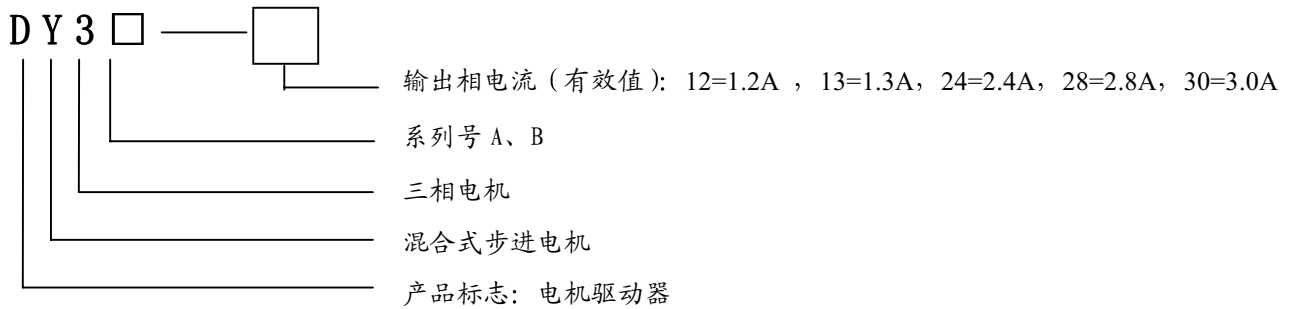 DY3□——□
输出相电流（有效值）：12=1.2A ，13=1.3A，24=2.4A，28=2.8A，30=3.0A
系列号 A、B
三相电机
混合式步进电机
产品标志：电机驱动器